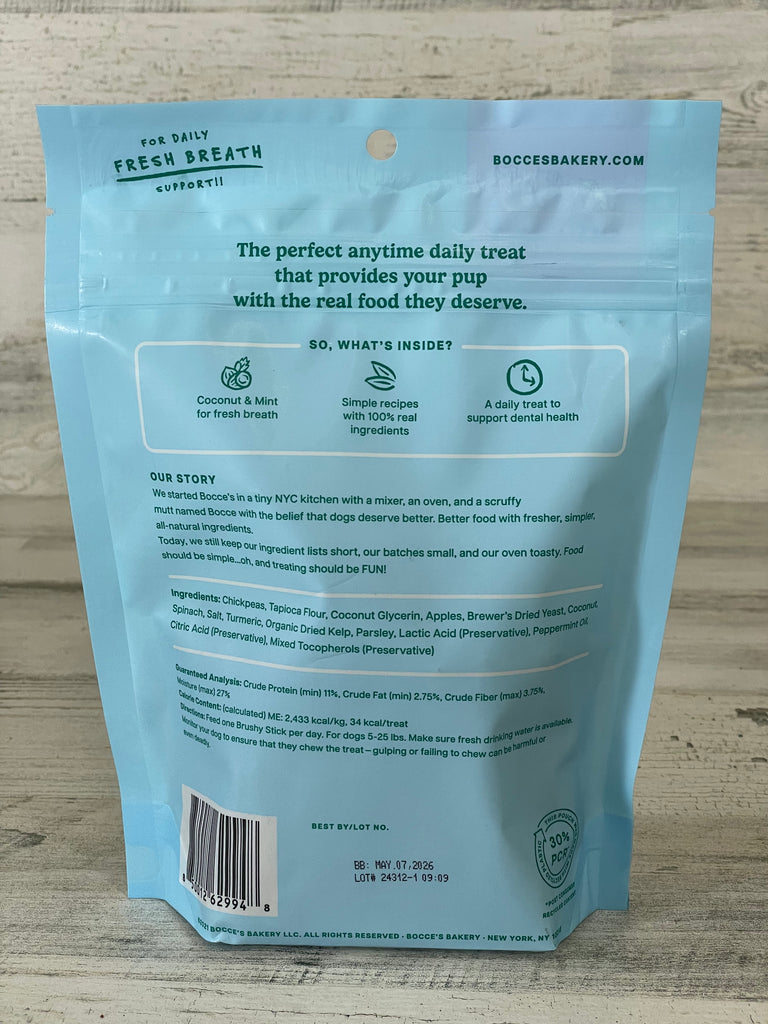 FOR DAILY
FRESH BREATH
SUPPORT!!
BOCCESBAKERY.COM
The perfect anytime daily treat
that provides your pup
with the real food they deserve.
SO, WHAT'S INSIDE?
Coconut & Mint
for fresh breath
Simple recipes
with 100% real
ingredients
A daily treat to
support dental health
OUR STORY
We started Bocce's in a tiny NYC kitchen with a mixer, an oven, and a scruffy
mutt named Bocce with the belief that dogs deserve better. Better food with fresher, simpler,
all-natural ingredients.
Today, we still keep our ingredient lists short, our batches small, and our oven toasty. Food
should be simple...oh, and treating should be FUN!
Ingredients: Chickpeas, Tapioca Flour, Coconut Glycerin, Apples, Brewer's Dried Yeast, Coconut,
Spinach, Salt, Turmeric, Organic Dried Kelp, Parsley, Lactic Acid (Preservative), Peppermint Oil,
Citric Acid (Preservative), Mixed Tocopherols (Preservative)
Guaranteed Analysis: Crude Protein (min) 11%, Crude Fat (min) 2.75%, Crude Fiber (max) 3.75%,
Moisture (max) 27%
Calorie Content: (calculated) ME: 2,433 kcal/kg, 34 kcal/treat
Directions: Feed one Brushy Stick per day. For dogs 5-25 lbs. Make sure fresh drinking water is available.
Monitor your dog to ensure that they chew the treat – gulping or failing to chew can be harmful or
even deadly.
BEST BY/LOT NO.
BB: MAY.07,2026
LOT# 24312-1 09:09
62994 8
THIS POUCH
30%
PCR*
PLASTIC
*POST CONSUMER
RECYCLED CONTENT
©2021 BOCCE'S BAKERY LLC. ALL RIGHTS RESERVED · BOCCE'S BAKERY · NEW YORK, NY